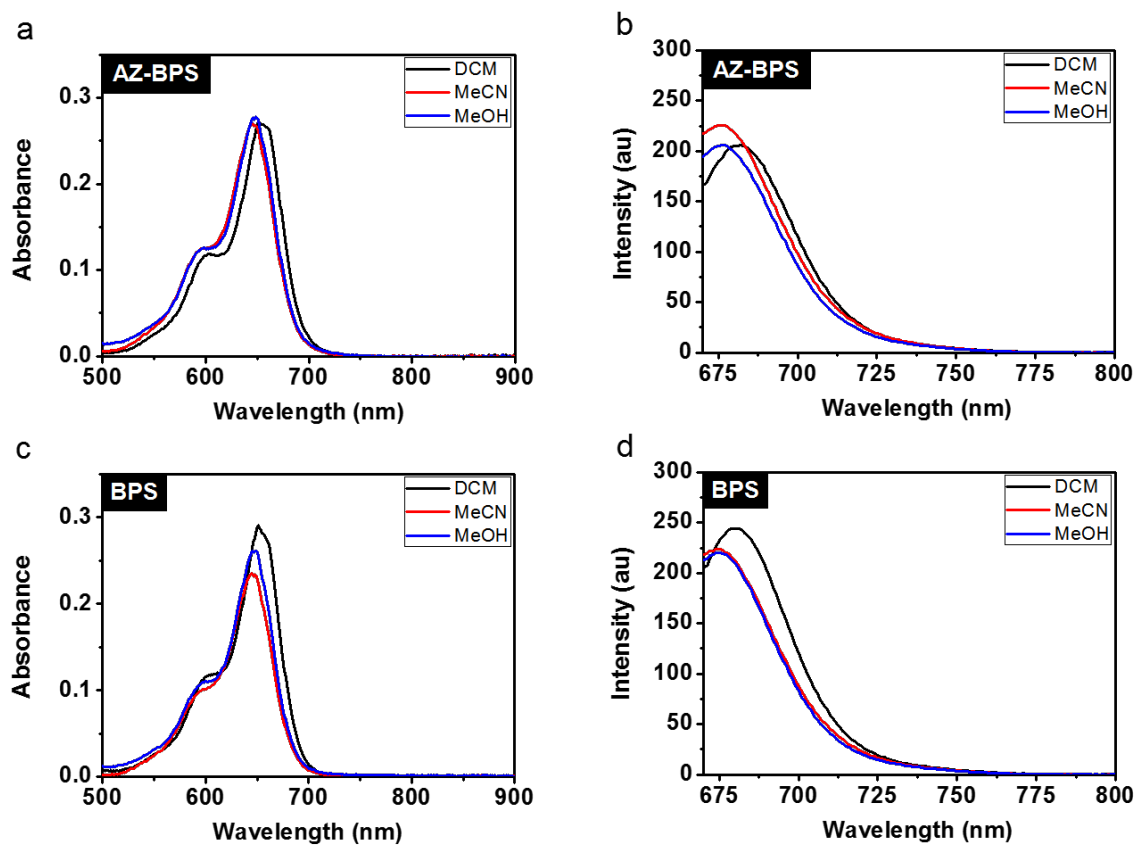 a
AZ-BPS
DCM
MeCN
MeOH
0.3
0.2
0.1
0.0
Absorbance
500 600 700 800 900
Wavelength (nm)
b
AZ-BPS
DCM
MeCN
MeOH
300
250
200
150
100
50
0
Intensity (au)
675 700 725 750 775 800
Wavelength (nm)
c
BPS
DCM
MeCN
MeOH
0.3
0.2
0.1
0.0
Absorbance
500 600 700 800 900
Wavelength (nm)
d
BPS
DCM
MeCN
MeOH
300
250
200
150
100
50
0
Intensity (au)
675 700 725 750 775 800
Wavelength (nm)